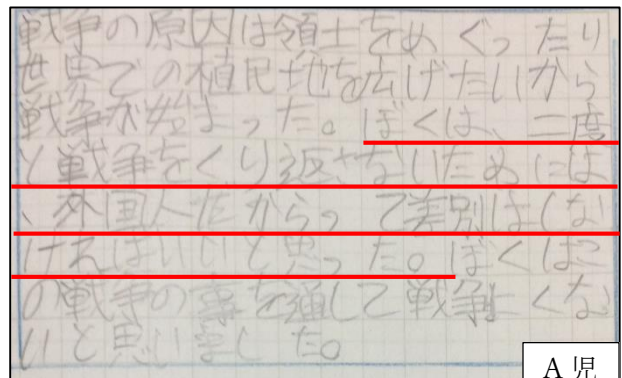 戦争の原因は領土をめぐったり
世界での植民地を広げたいから
戦争が始まった。ぼくは、二度
と戦争をくり返さないためには
、外国人だからって差別はしな
ければいいと思った。ぼくはこ
の戦争の事を通して戦争はよくな
いと思いました。
A児